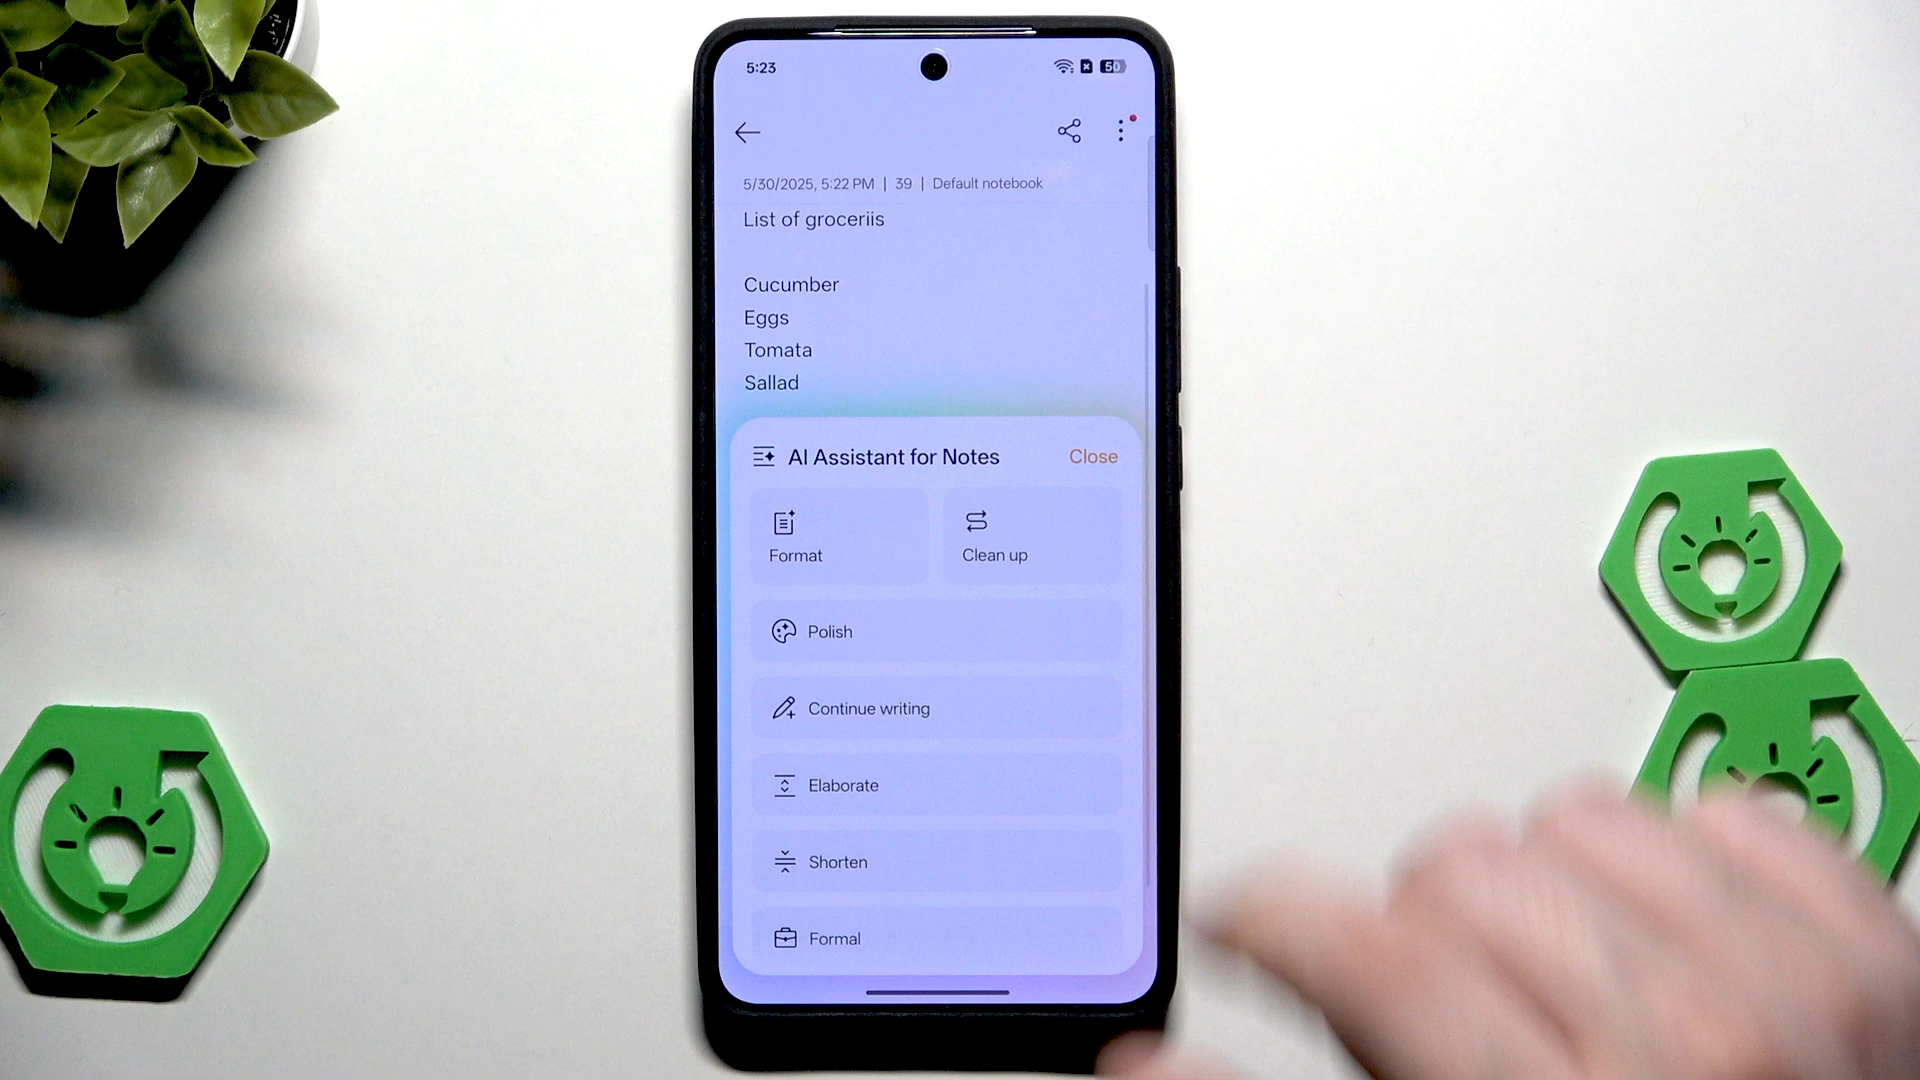 5:23
50
5/30/2025, 5:22 PM | 39 | Default notebook
List of groceriis
Cucumber
Eggs
Tomata
Sallad
AI Assistant for Notes
Close
Format
Clean up
Polish
Continue writing
Elaborate
Shorten
Formal